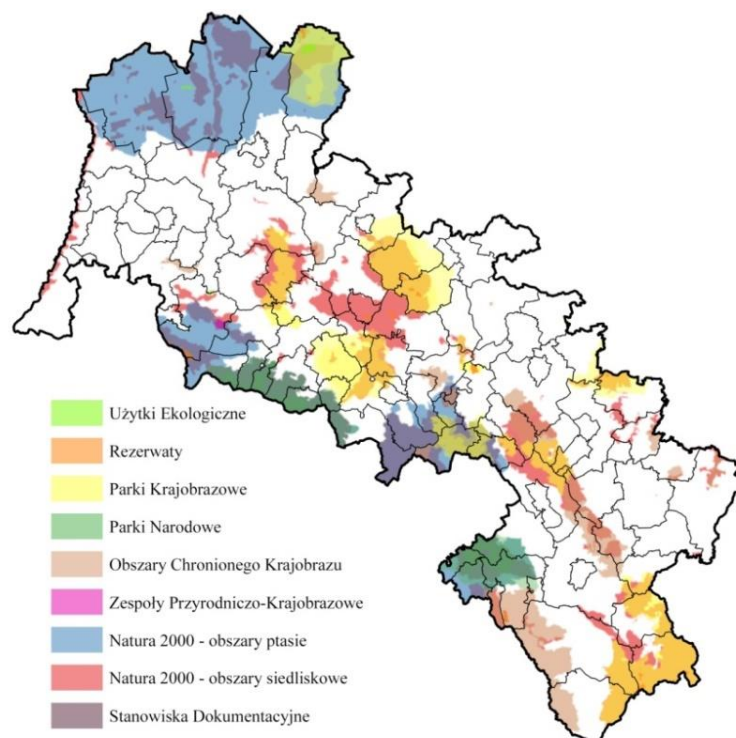 Użytki Ekologiczne
Rezerwaty
Parki Krajobrazowe
Parki Narodowe
Obszary Chronionego Krajobrazu
Zespoły Przyrodniczo-Krajobrazowe
Natura 2000 - obszary ptasie
Natura 2000 - obszary siedliskowe
Stanowiska Dokumentacyjne